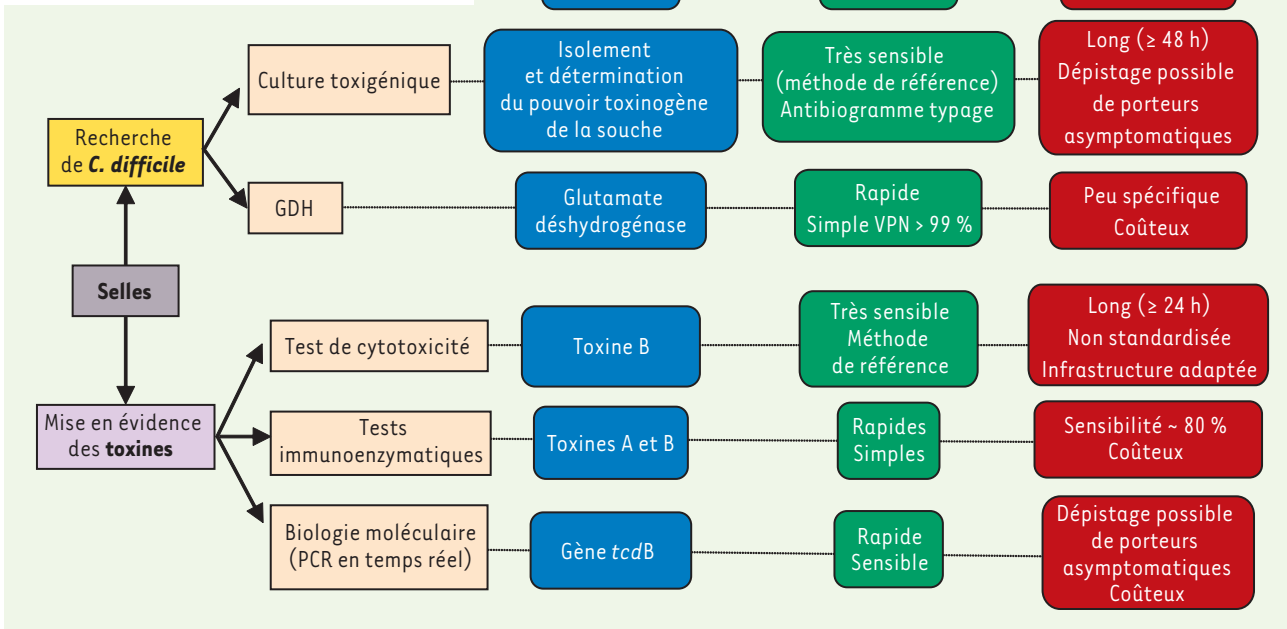 Recherche
de C. difficile
Culture toxigénique
Isolement
et détermination
du pouvoir toxinogène
de la souche
Très sensible
(méthode de référence)
Antibiogramme typage
Long (≥ 48 h)
Dépistage possible
de porteurs
asymptomatiques
GDH
Glutamate
déshydrogénase
Rapide
Simple VPN > 99 %
Peu spécifique
Coûteux
Selles
Mise en évidence
des toxines
Test de cytotoxicité
Toxine B
Très sensible
Méthode
de référence
Long (≥ 24 h)
Non standardisée
Infrastructure adaptée
Tests
immunoenzymatiques
Toxines A et B
Rapides
Simples
Sensibilité ~ 80 %
Coûteux
Biologie moléculaire
(PCR en temps réel)
Gène tcdB
Rapide
Sensible
Dépistage possible
de porteurs
asymptomatiques
Coûteux